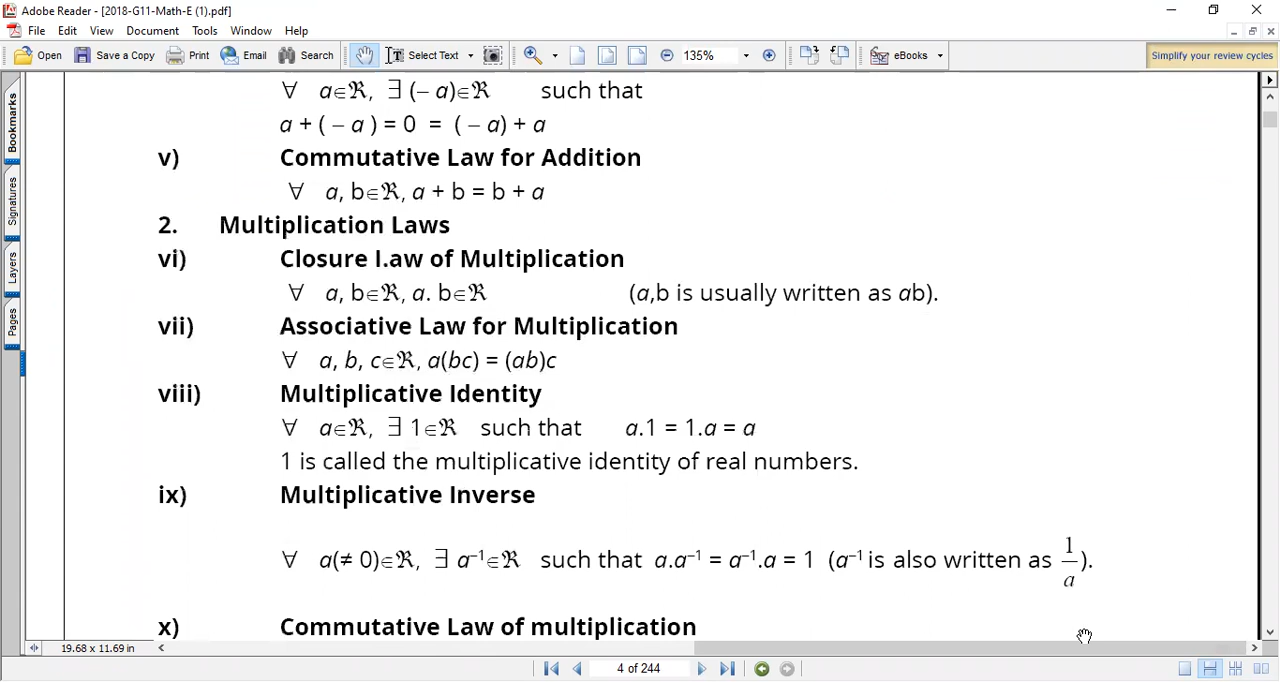 Adobe Reader - [2018-G11-Math-E (1).pdf]
File Edit View Document Tools Window Help
Open Save a Copy Print Email Search Select Text 135% eBooks Simplify your review cycles
Bookmarks
Signatures
Layers
Pages
∀ a∈ℜ, ∃ (– a)∈ℜ such that
a + ( – a ) = 0 = ( – a) + a
v) Commutative Law for Addition
∀ a, b∈ℜ, a + b = b + a
2. Multiplication Laws
vi) Closure I.aw of Multiplication
∀ a, b∈ℜ, a. b∈ℜ (a,b is usually written as ab).
vii) Associative Law for Multiplication
∀ a, b, c∈ℜ, a(bc) = (ab)c
viii) Multiplicative Identity
∀ a∈ℜ, ∃ 1∈ℜ such that a.1 = 1.a = a
1 is called the multiplicative identity of real numbers.
ix) Multiplicative Inverse
∀ a(≠ 0)∈ℜ, ∃ a⁻¹∈ℜ such that a.a⁻¹ = a⁻¹.a = 1 (a⁻¹ is also written as 1/a).
x) Commutative Law of multiplication
19.68 x 11.69 in
4 of 244